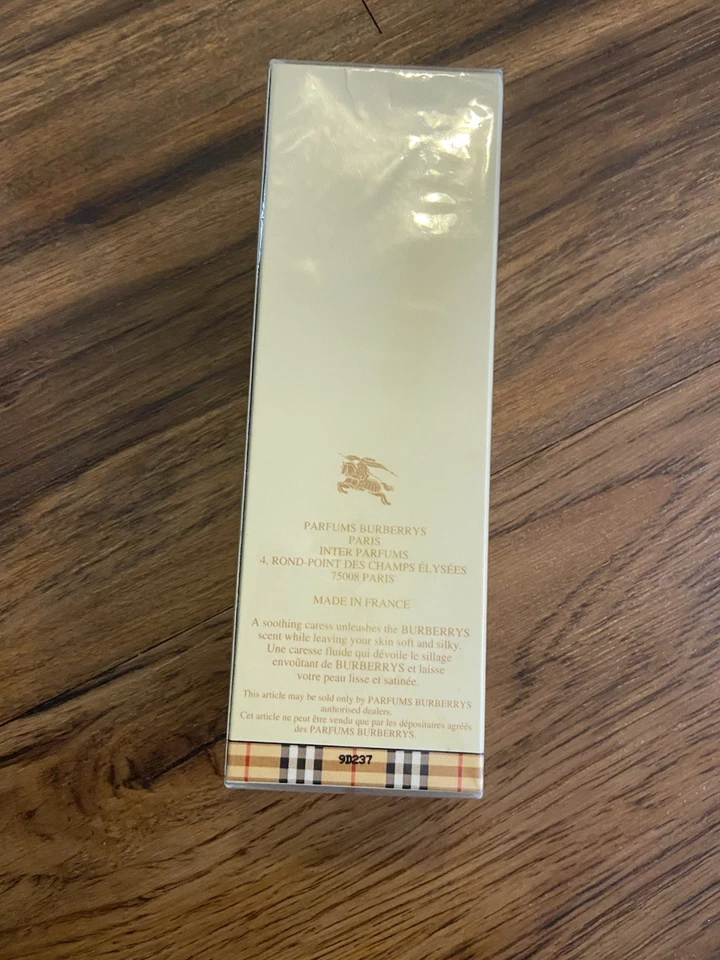 PARFUMS BURBERRYS
PARIS
INTER PARFUMS
4, ROND-POINT DES CHAMPS ÉLYSÉES
75008 PARIS
MADE IN FRANCE
A soothing caress unleashes the BURBERRYS
scent while leaving your skin soft and silky.
Une caresse fluide qui dévoile le sillage
envoûtant de BURBERRYS et laisse
votre peau lisse et satinée.
This article may be sold only by PARFUMS BURBERRYS
authorised dealers.
Cet article ne peut être vendu que par les dépositaires agréés
des PARFUMS BURBERRYS.
9D237